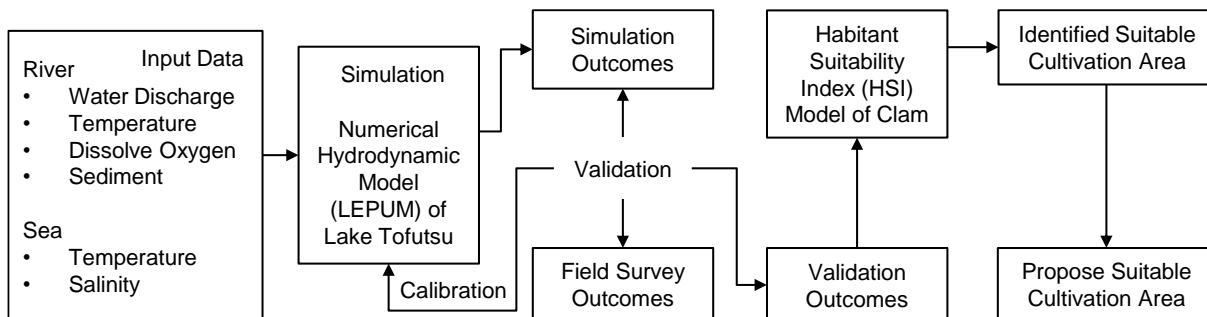 Input Data
River
• Water Discharge
• Temperature
• Dissolve Oxygen
• Sediment
Sea
• Temperature
• Salinity
Simulation
Numerical
Hydrodynamic
Model
(LEPUM) of
Lake Tofutsu
Calibration
Simulation
Outcomes
Validation
Field Survey
Outcomes
Habitant
Suitability
Index (HSI)
Model of Clam
Validation
Outcomes
Identified Suitable
Cultivation Area
Propose Suitable
Cultivation Area